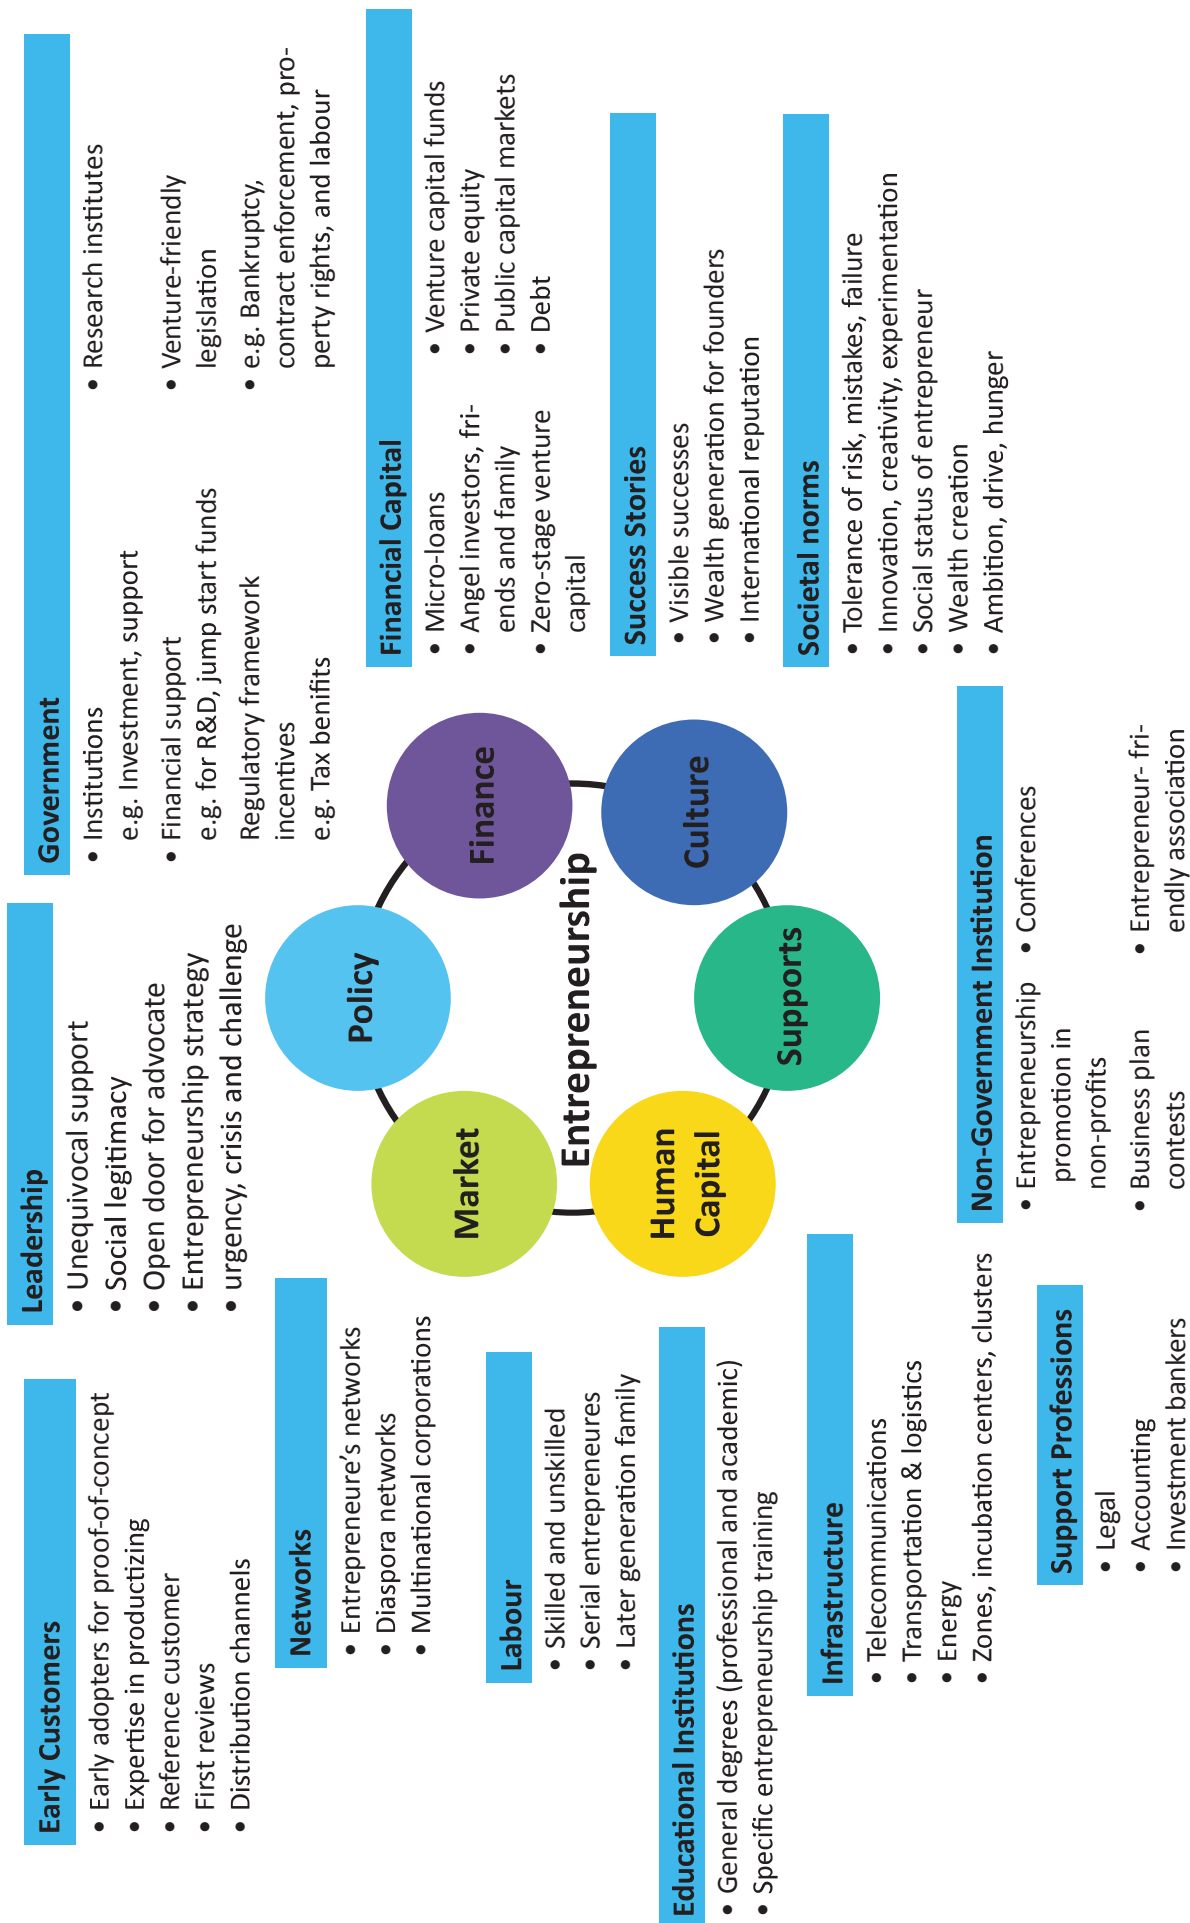 Early Customers
• Early adopters for proof-of-concept
• Expertise in productizing
• Reference customer
• First reviews
• Distribution channels
Leadership
• Unequivocal support
• Social legitimacy
• Open door for advocate
• Entrepreneurship strategy
• urgency, crisis and challenge
Government
• Institutions
e.g. Investment, support
• Financial support
e.g. for R&D, jump start funds
Regulatory framework
incentives
e.g. Tax benifits
• Research institutes
• Venture-friendly
legislation
• e.g. Bankruptcy,
contract enforcement, pro-
perty rights, and labour
Networks
• Entrepreneure's networks
• Diaspora networks
• Multinational corporations
Labour
• Skilled and unskilled
• Serial entrepreneures
• Later generation family
Educational Institutions
• General degrees (professional and academic)
• Specific entrepreneurship training
Policy
Market
Finance
Entrepreneurship
Human
Capital
Culture
Supports
Financial Capital
• Micro-loans
• Angel investors, fri-
ends and family
• Zero-stage venture
capital
• Venture capital funds
• Private equity
• Public capital markets
• Debt
Success Stories
• Visible successes
• Wealth generation for founders
• International reputation
Societal norms
• Tolerance of risk, mistakes, failure
• Innovation, creativity, experimentation
• Social status of entrepreneur
• Wealth creation
• Ambition, drive, hunger
Infrastructure
• Telecommunications
• Transportation & logistics
• Energy
• Zones, incubation centers, clusters
Support Professions
• Legal
• Accounting
• Investment bankers
Non-Government Institution
• Entrepreneurship
promotion in
non-profits
• Business plan
contests
• Conferences
• Entrepreneur- fri-
endly association